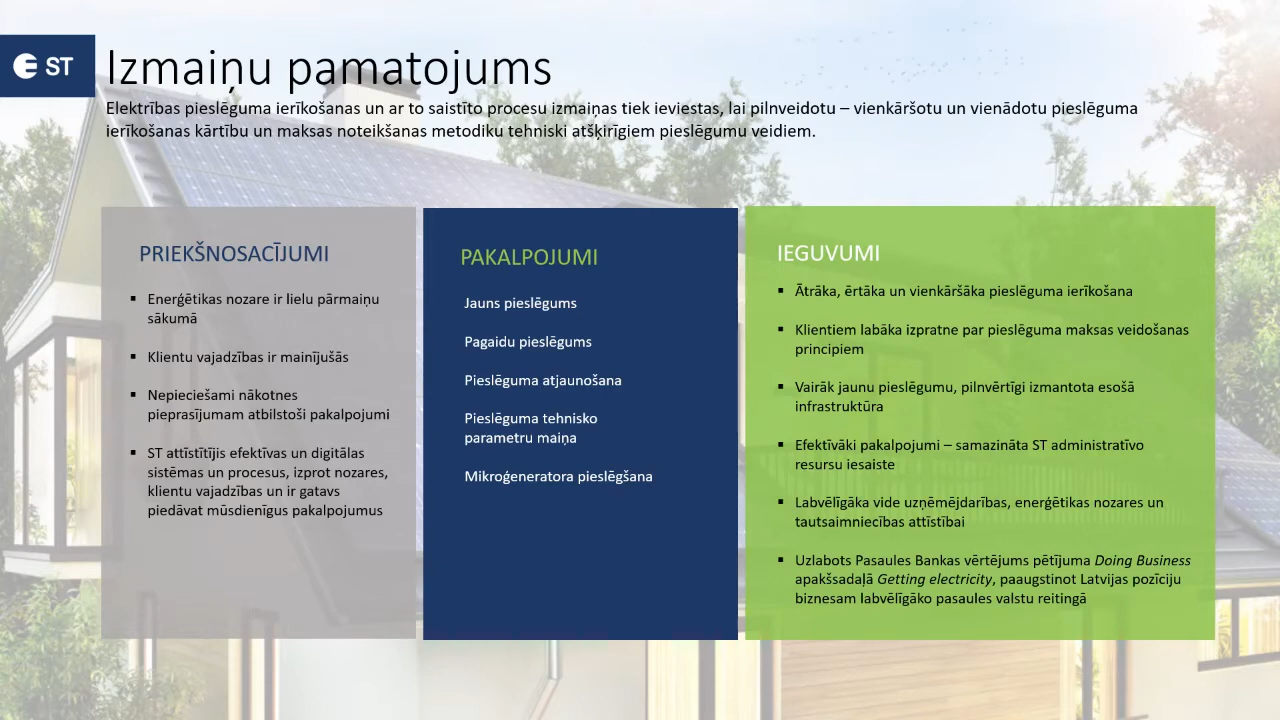 ST
Izmaiņu pamatojums
Elektrības pieslēguma ierīkošanas un ar to saistīto procesu izmaiņas tiek ieviestas, lai pilnveidotu – vienkāršotu un vienādotu pieslēguma
ierīkošanas kārtību un maksas noteikšanas metodiku tehniski atšķirīgiem pieslēgumu veidiem.
PRIEKŠNOSACĪJUMI
▪ Enerģētikas nozare ir lielu pārmaiņu
sākumā
▪ Klientu vajadzības ir mainījušās
▪ Nepieciešami nākotnes
pieprasījumam atbilstoši pakalpojumi
▪ ST attīstītījis efektīvas un digitālas
sistēmas un procesus, izprot nozares,
klientu vajadzības un ir gatavs
piedāvat mūsdienīgus pakalpojumus
PAKALPOJUMI
Jauns pieslēgums
Pagaidu pieslēgums
Pieslēguma atjaunošana
Pieslēguma tehnisko
parametru maiņa
Mikroģeneratora pieslēgšana
IEGUVUMI
▪ Ātrāka, ērtāka un vienkāršāka pieslēguma ierīkošana
▪ Klientiem labāka izpratne par pieslēguma maksas veidošanas
principiem
▪ Vairāk jaunu pieslēgumu, pilnvērtīgi izmantota esošā
infrastruktūra
▪ Efektīvāki pakalpojumi – samazināta ST administratīvo
resursu iesaiste
▪ Labvēlīgāka vide uzņēmējdarības, enerģētikas nozares un
tautsaimniecības attīstībai
▪ Uzlabots Pasaules Bankas vērtējums pētījuma Doing Business
apakšsadaļā Getting electricity, paaugstinot Latvijas pozīciju
biznesam labvēlīgāko pasaules valstu reitingā